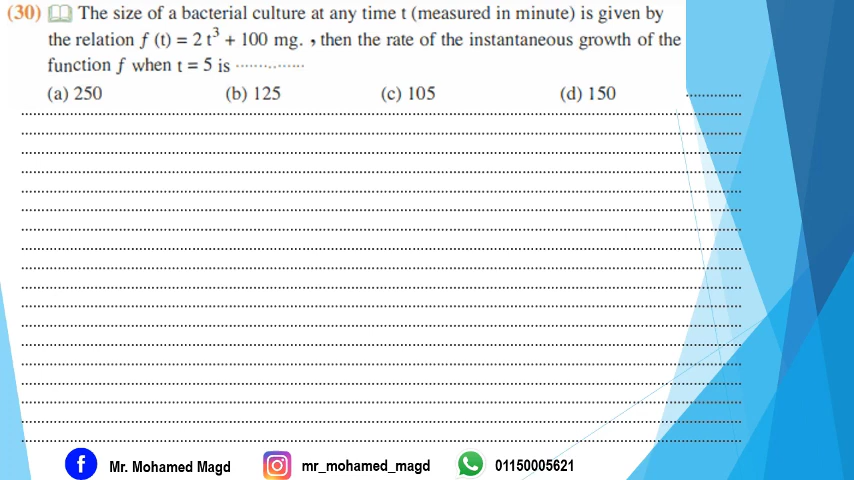 (30) The size of a bacterial culture at any time t (measured in minute) is given by
the relation f (t) = 2 t³ + 100 mg. , then the rate of the instantaneous growth of the
function f when t = 5 is ...............
(a) 250 (b) 125 (c) 105 (d) 150
Mr. Mohamed Magd mr_mohamed_magd 01150005621